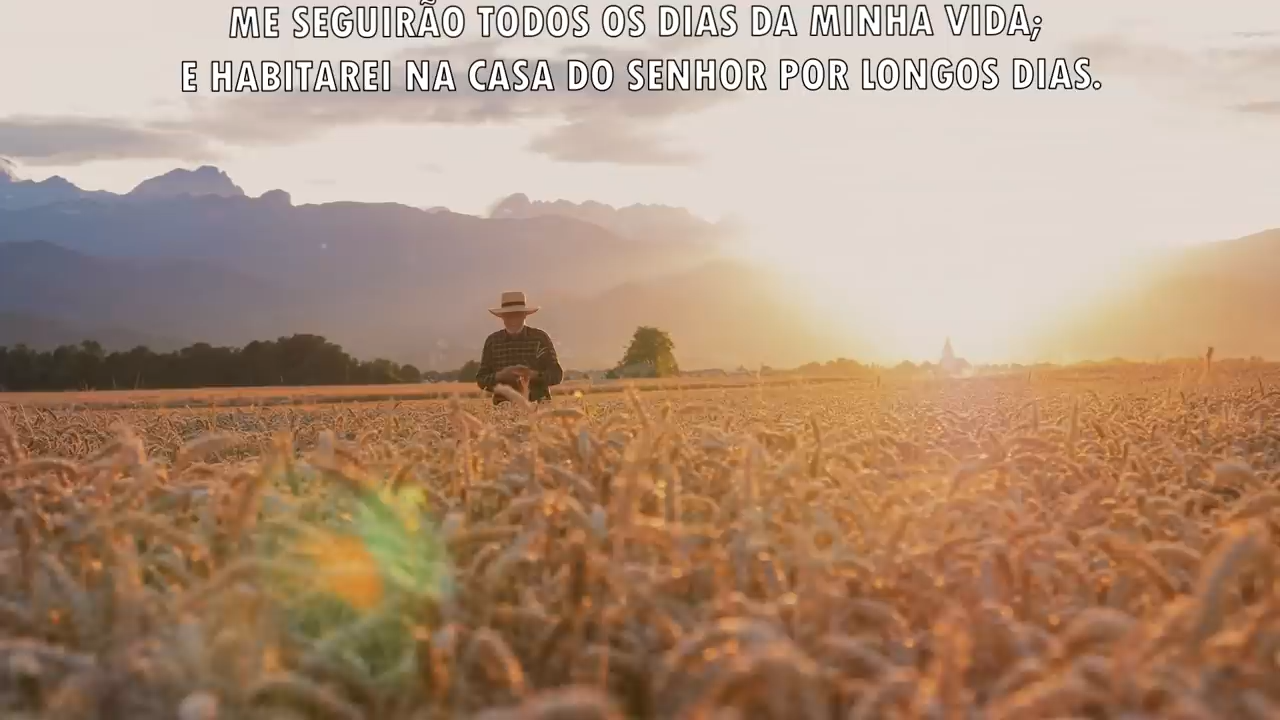 ME SEGUIRÃO TODOS OS DIAS DA MINHA VIDA;
E HABITAREI NA CASA DO SENHOR POR LONGOS DIAS.